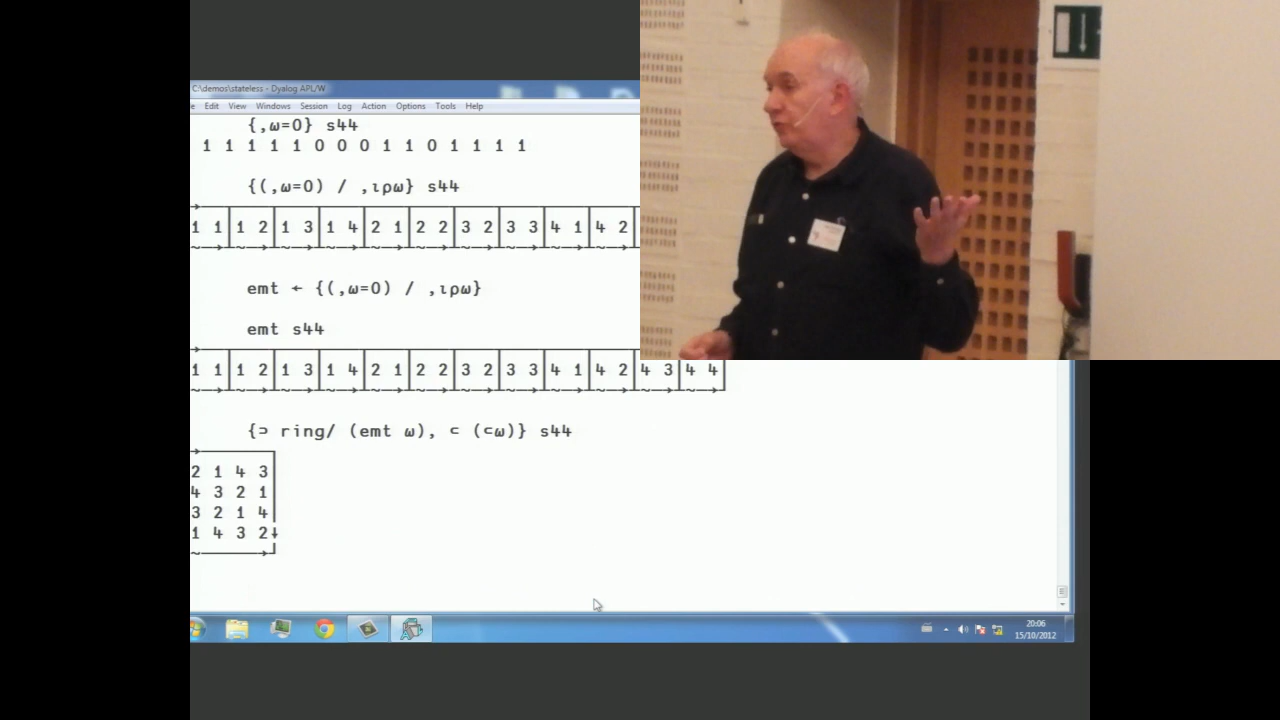 C:\demos\stateless - Dyalog APL/W
e Edit View Windows Session Log Action Options Tools Help
{,⍵=0} s44
1 1 1 1 1 0 0 0 1 1 0 1 1 1 1
{(,⍵=0) / ,⍳⍴⍵} s44
1 1 1 2 1 3 1 4 2 1 2 2 3 2 3 3 4 1 4 2
emt ← {(,⍵=0) / ,⍳⍴⍵}
emt s44
1 1 1 2 1 3 1 4 2 1 2 2 3 2 3 3 4 1 4 2 4 3 4 4
{⊃ ring/ (emt ⍵), ⊂ (⊂⍵)} s44
2 1 4 3
4 3 2 1
3 2 1 4
1 4 3 2
20:06
15/10/2012